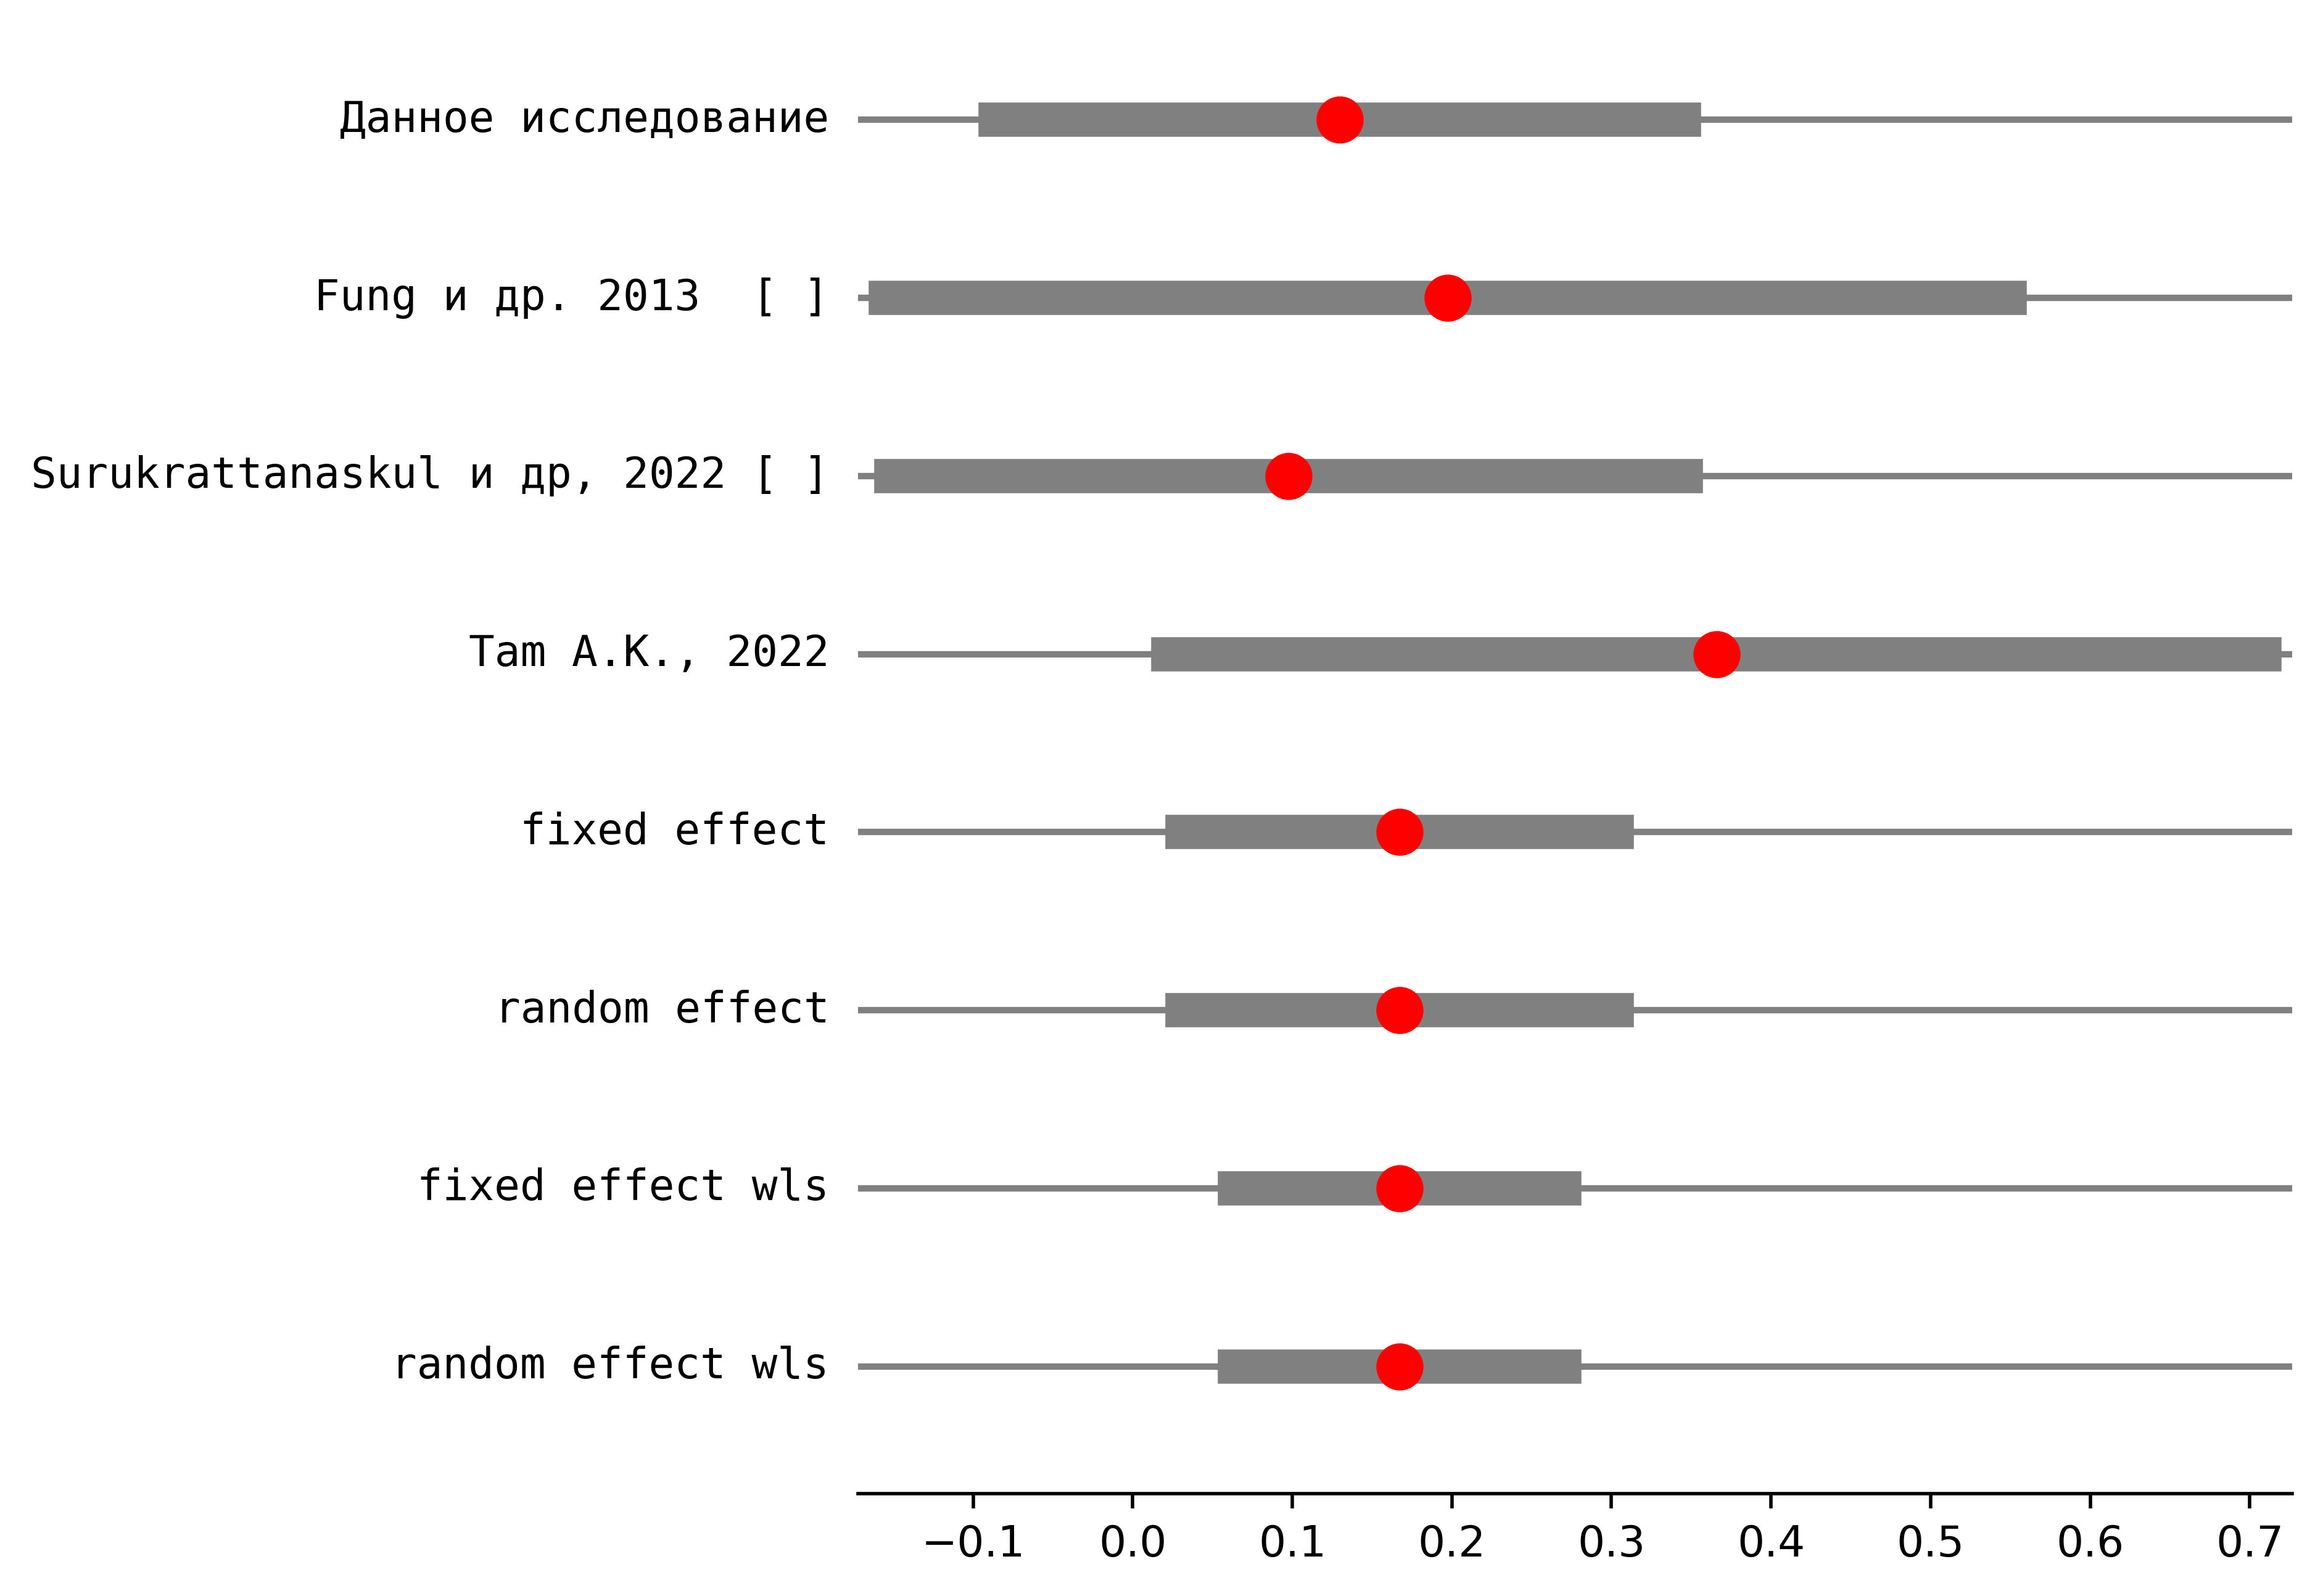 Данное исследование
Fung и др. 2013  [ ]
Surukrattanaskul и др, 2022 [ ]
Tam A.K., 2022
fixed effect
random effect
fixed effect wls
random effect wls
−0.1 0.0 0.1 0.2 0.3 0.4 0.5 0.6 0.7